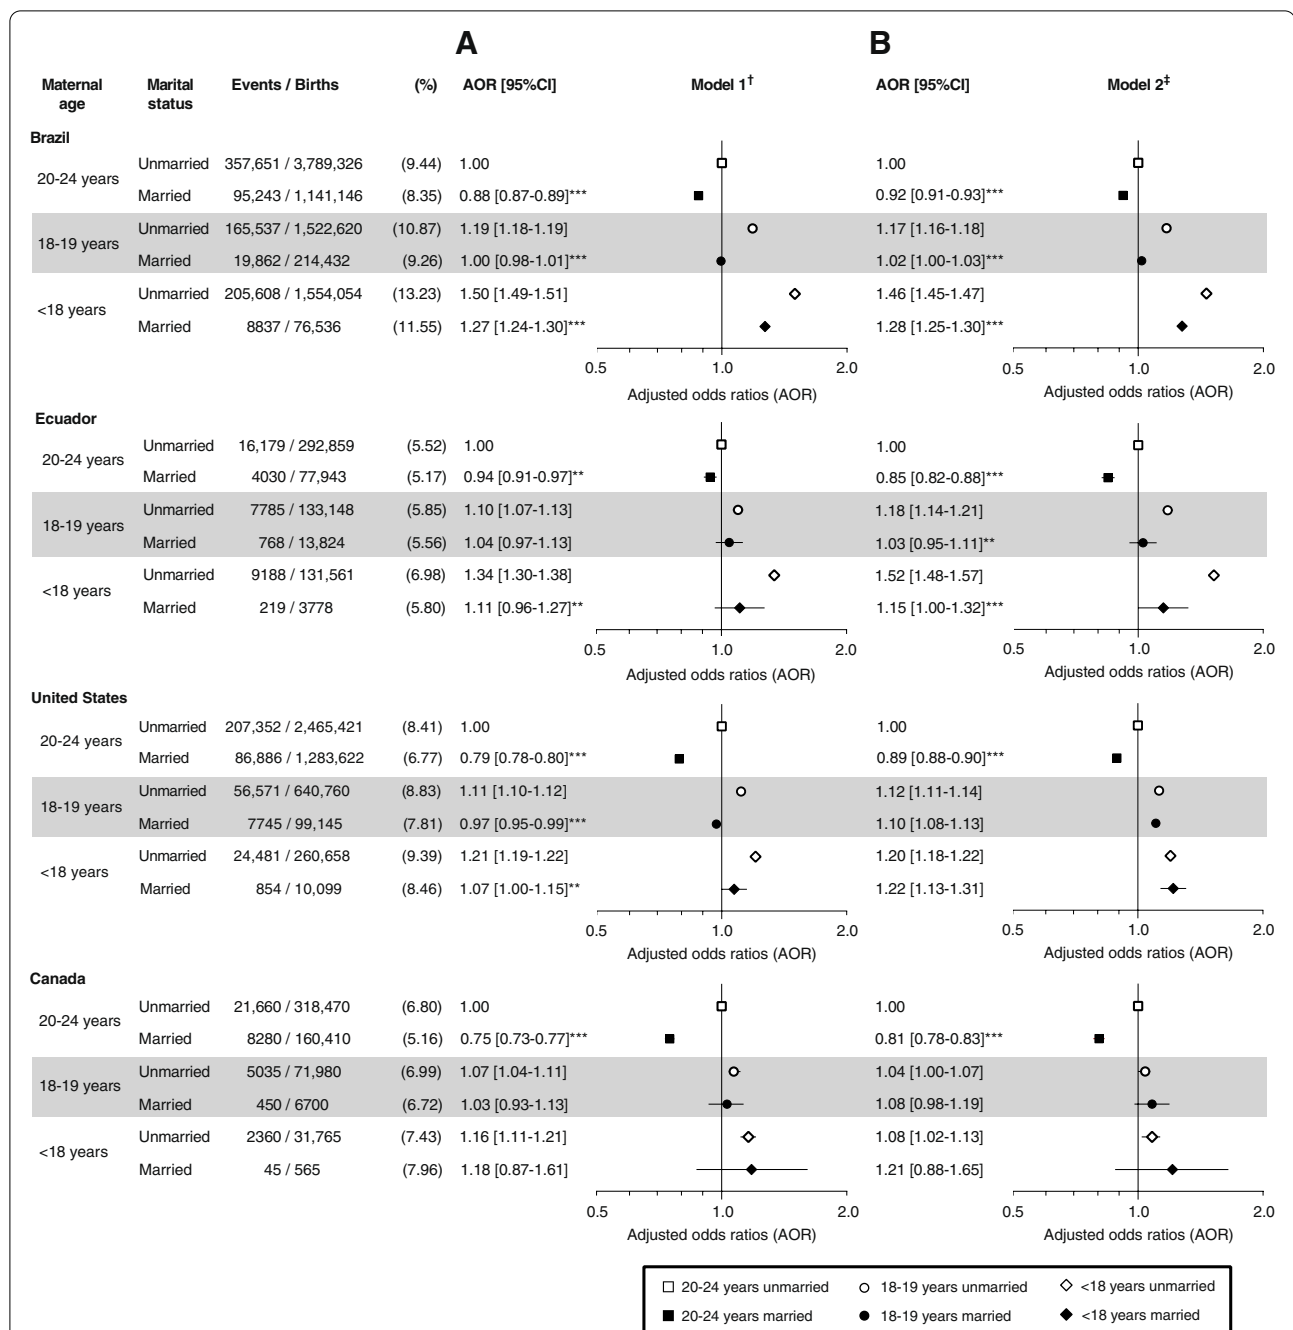 A B
Maternal age Marital status Events / Births (%) AOR [95%CI] Model 1† AOR [95%CI] Model 2‡
Brazil
20-24 years
Unmarried 357,651 / 3,789,326 (9.44) 1.00 1.00
Married 95,243 / 1,141,146 (8.35) 0.88 [0.87-0.89]*** 0.92 [0.91-0.93]***
18-19 years
Unmarried 165,537 / 1,522,620 (10.87) 1.19 [1.18-1.19] 1.17 [1.16-1.18]
Married 19,862 / 214,432 (9.26) 1.00 [0.98-1.01]*** 1.02 [1.00-1.03]***
<18 years
Unmarried 205,608 / 1,554,054 (13.23) 1.50 [1.49-1.51] 1.46 [1.45-1.47]
Married 8837 / 76,536 (11.55) 1.27 [1.24-1.30]*** 1.28 [1.25-1.30]***
0.5 1.0 2.0 0.5 1.0 2.0
Adjusted odds ratios (AOR) Adjusted odds ratios (AOR)
Ecuador
20-24 years
Unmarried 16,179 / 292,859 (5.52) 1.00 1.00
Married 4030 / 77,943 (5.17) 0.94 [0.91-0.97]** 0.85 [0.82-0.88]***
18-19 years
Unmarried 7785 / 133,148 (5.85) 1.10 [1.07-1.13] 1.18 [1.14-1.21]
Married 768 / 13,824 (5.56) 1.04 [0.97-1.13] 1.03 [0.95-1.11]**
<18 years
Unmarried 9188 / 131,561 (6.98) 1.34 [1.30-1.38] 1.52 [1.48-1.57]
Married 219 / 3778 (5.80) 1.11 [0.96-1.27]** 1.15 [1.00-1.32]***
0.5 1.0 2.0 0.5 1.0 2.0
Adjusted odds ratios (AOR) Adjusted odds ratios (AOR)
United States
20-24 years
Unmarried 207,352 / 2,465,421 (8.41) 1.00 1.00
Married 86,886 / 1,283,622 (6.77) 0.79 [0.78-0.80]*** 0.89 [0.88-0.90]***
18-19 years
Unmarried 56,571 / 640,760 (8.83) 1.11 [1.10-1.12] 1.12 [1.11-1.14]
Married 7745 / 99,145 (7.81) 0.97 [0.95-0.99]*** 1.10 [1.08-1.13]
<18 years
Unmarried 24,481 / 260,658 (9.39) 1.21 [1.19-1.22] 1.20 [1.18-1.22]
Married 854 / 10,099 (8.46) 1.07 [1.00-1.15]** 1.22 [1.13-1.31]
0.5 1.0 2.0 0.5 1.0 2.0
Adjusted odds ratios (AOR) Adjusted odds ratios (AOR)
Canada
20-24 years
Unmarried 21,660 / 318,470 (6.80) 1.00 1.00
Married 8280 / 160,410 (5.16) 0.75 [0.73-0.77]*** 0.81 [0.78-0.83]***
18-19 years
Unmarried 5035 / 71,980 (6.99) 1.07 [1.04-1.11] 1.04 [1.00-1.07]
Married 450 / 6700 (6.72) 1.03 [0.93-1.13] 1.08 [0.98-1.19]
<18 years
Unmarried 2360 / 31,765 (7.43) 1.16 [1.11-1.21] 1.08 [1.02-1.13]
Married 45 / 565 (7.96) 1.18 [0.87-1.61] 1.21 [0.88-1.65]
0.5 1.0 2.0 0.5 1.0 2.0
Adjusted odds ratios (AOR) Adjusted odds ratios (AOR)
20-24 years unmarried 18-19 years unmarried <18 years unmarried
20-24 years married 18-19 years married <18 years married